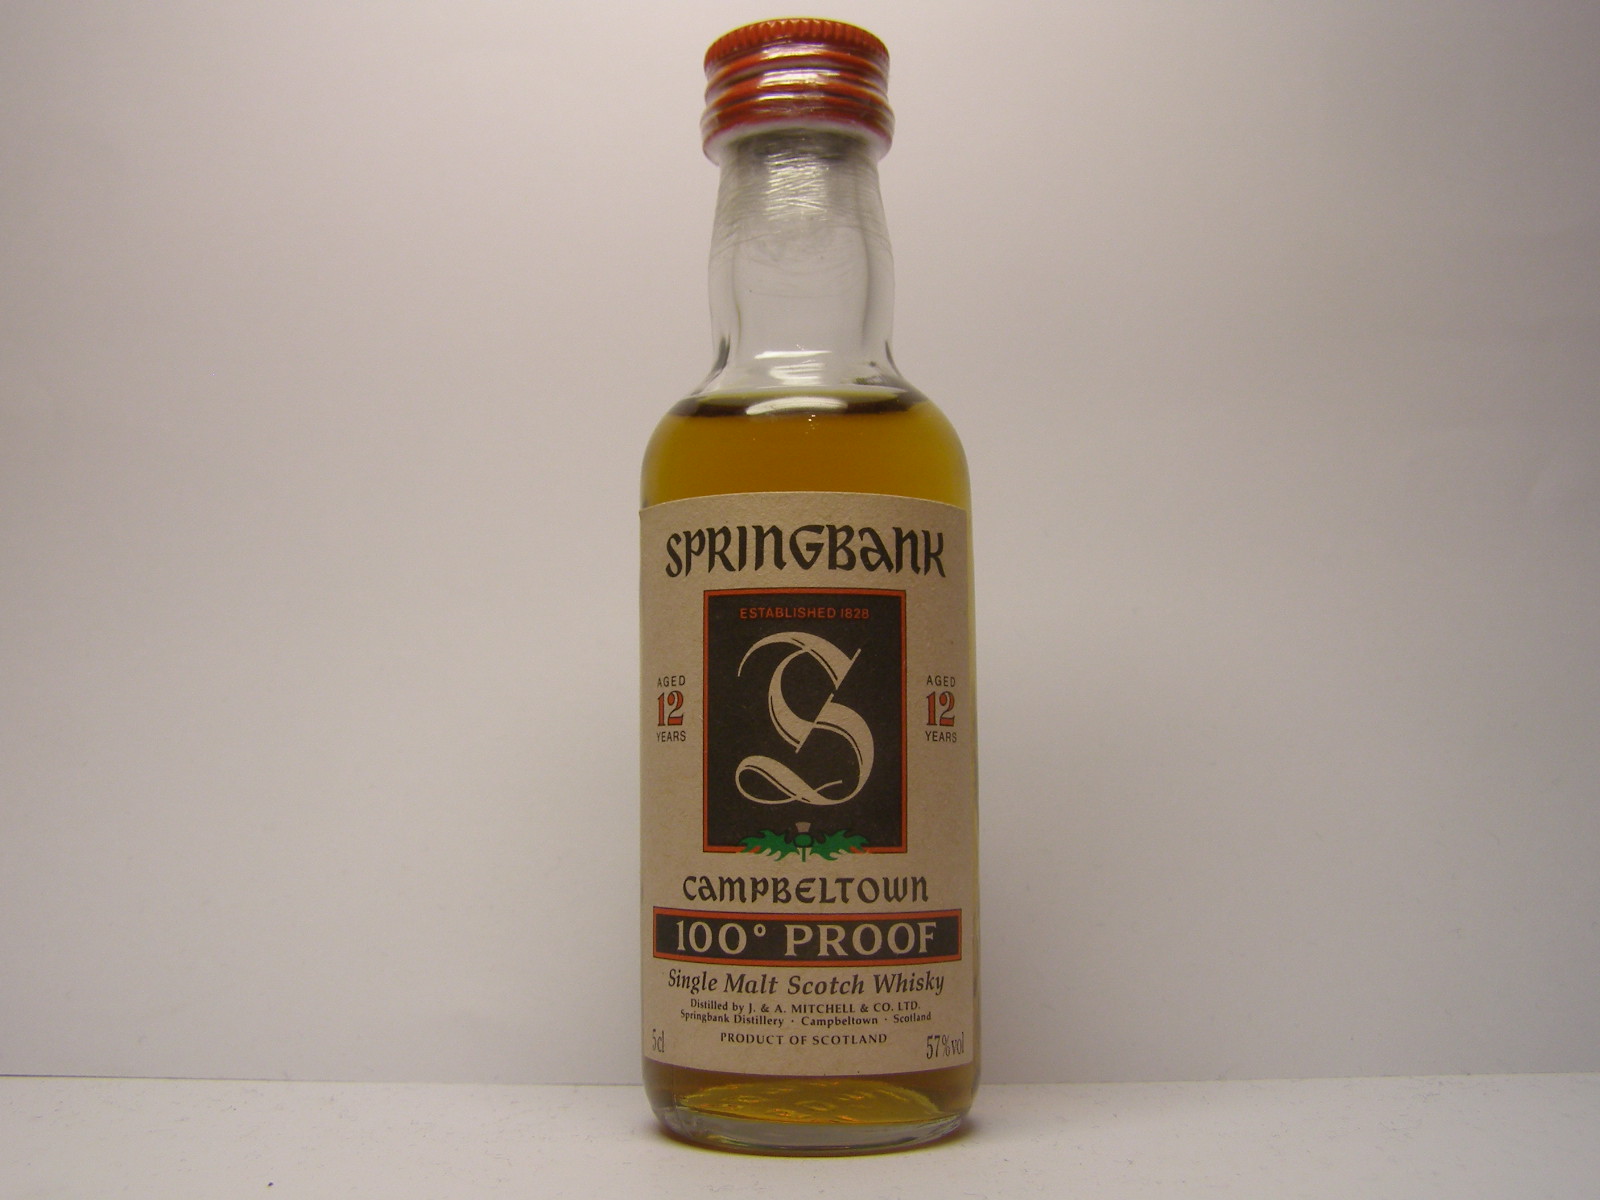 SPRINGBANK
ESTABLISHED 1828
S
AGED
12
YEARS
AGED
12
YEARS
CAMPBELTOWN
100° PROOF
Single Malt Scotch Whisky
Distilled by J. & A. MITCHELL & CO. LTD.
Springbank Distillery · Campbeltown · Scotland
PRODUCT OF SCOTLAND
5cl
57%vol